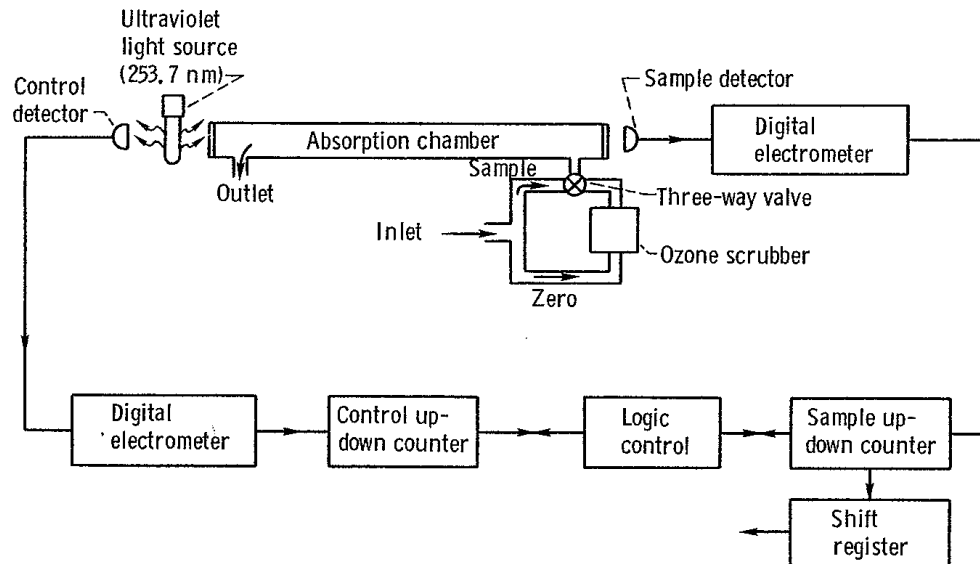 Ultraviolet
light source
(253.7 nm)
Control
detector
Sample detector
Absorption chamber
Digital
electrometer
Outlet
Sample
Three-way valve
Inlet
Ozone scrubber
Zero
Digital
electrometer
Control up-
down counter
Logic
control
Sample up-
down counter
Shift
register